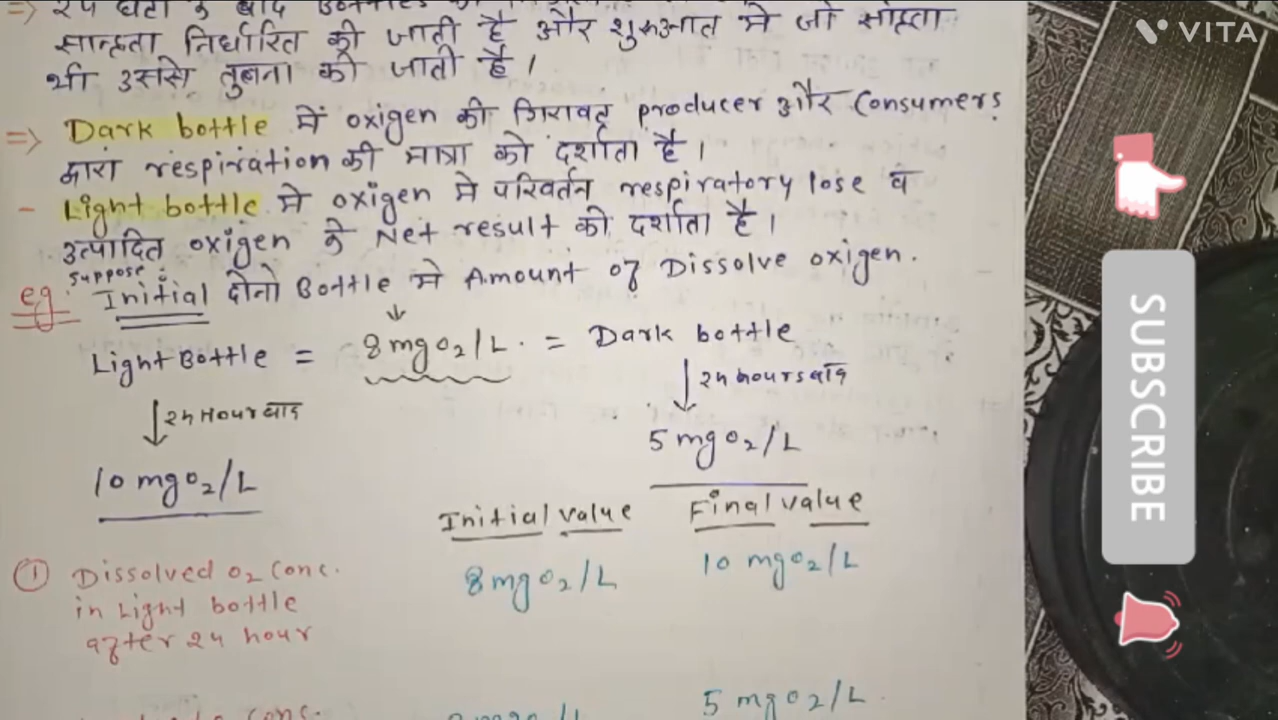 => २५ घंटो के बाद Bottles
सान्द्रता निर्धारित की जाती है और शुरूआत मे जो सांद्रता
थी उससे तुलना की जाती है।
=> Dark bottle में oxigen की गिरावट producer और Consumers
द्वारा respiration की मात्रा को दर्शाता है।
- Light bottle मे oxigen मे परिवर्तन respiratory lose व
उत्पादित oxigen के Net result को दर्शाता है।
eg. suppose : Initial दोनो Bottle मे Amount of Dissolve oxigen.
Light Bottle = 8 mg O2/L. = Dark bottle
↓ 24 Hour बाद ↓ 24 hours बाद
10 mg O2/L 5 mg O2/L
Initial value Final value
① Dissolved O2 Conc. 8 mg O2/L 10 mg O2/L
in Light bottle
after 24 hour
5 mg O2/L
conc.
VITA
SUBSCRIBE